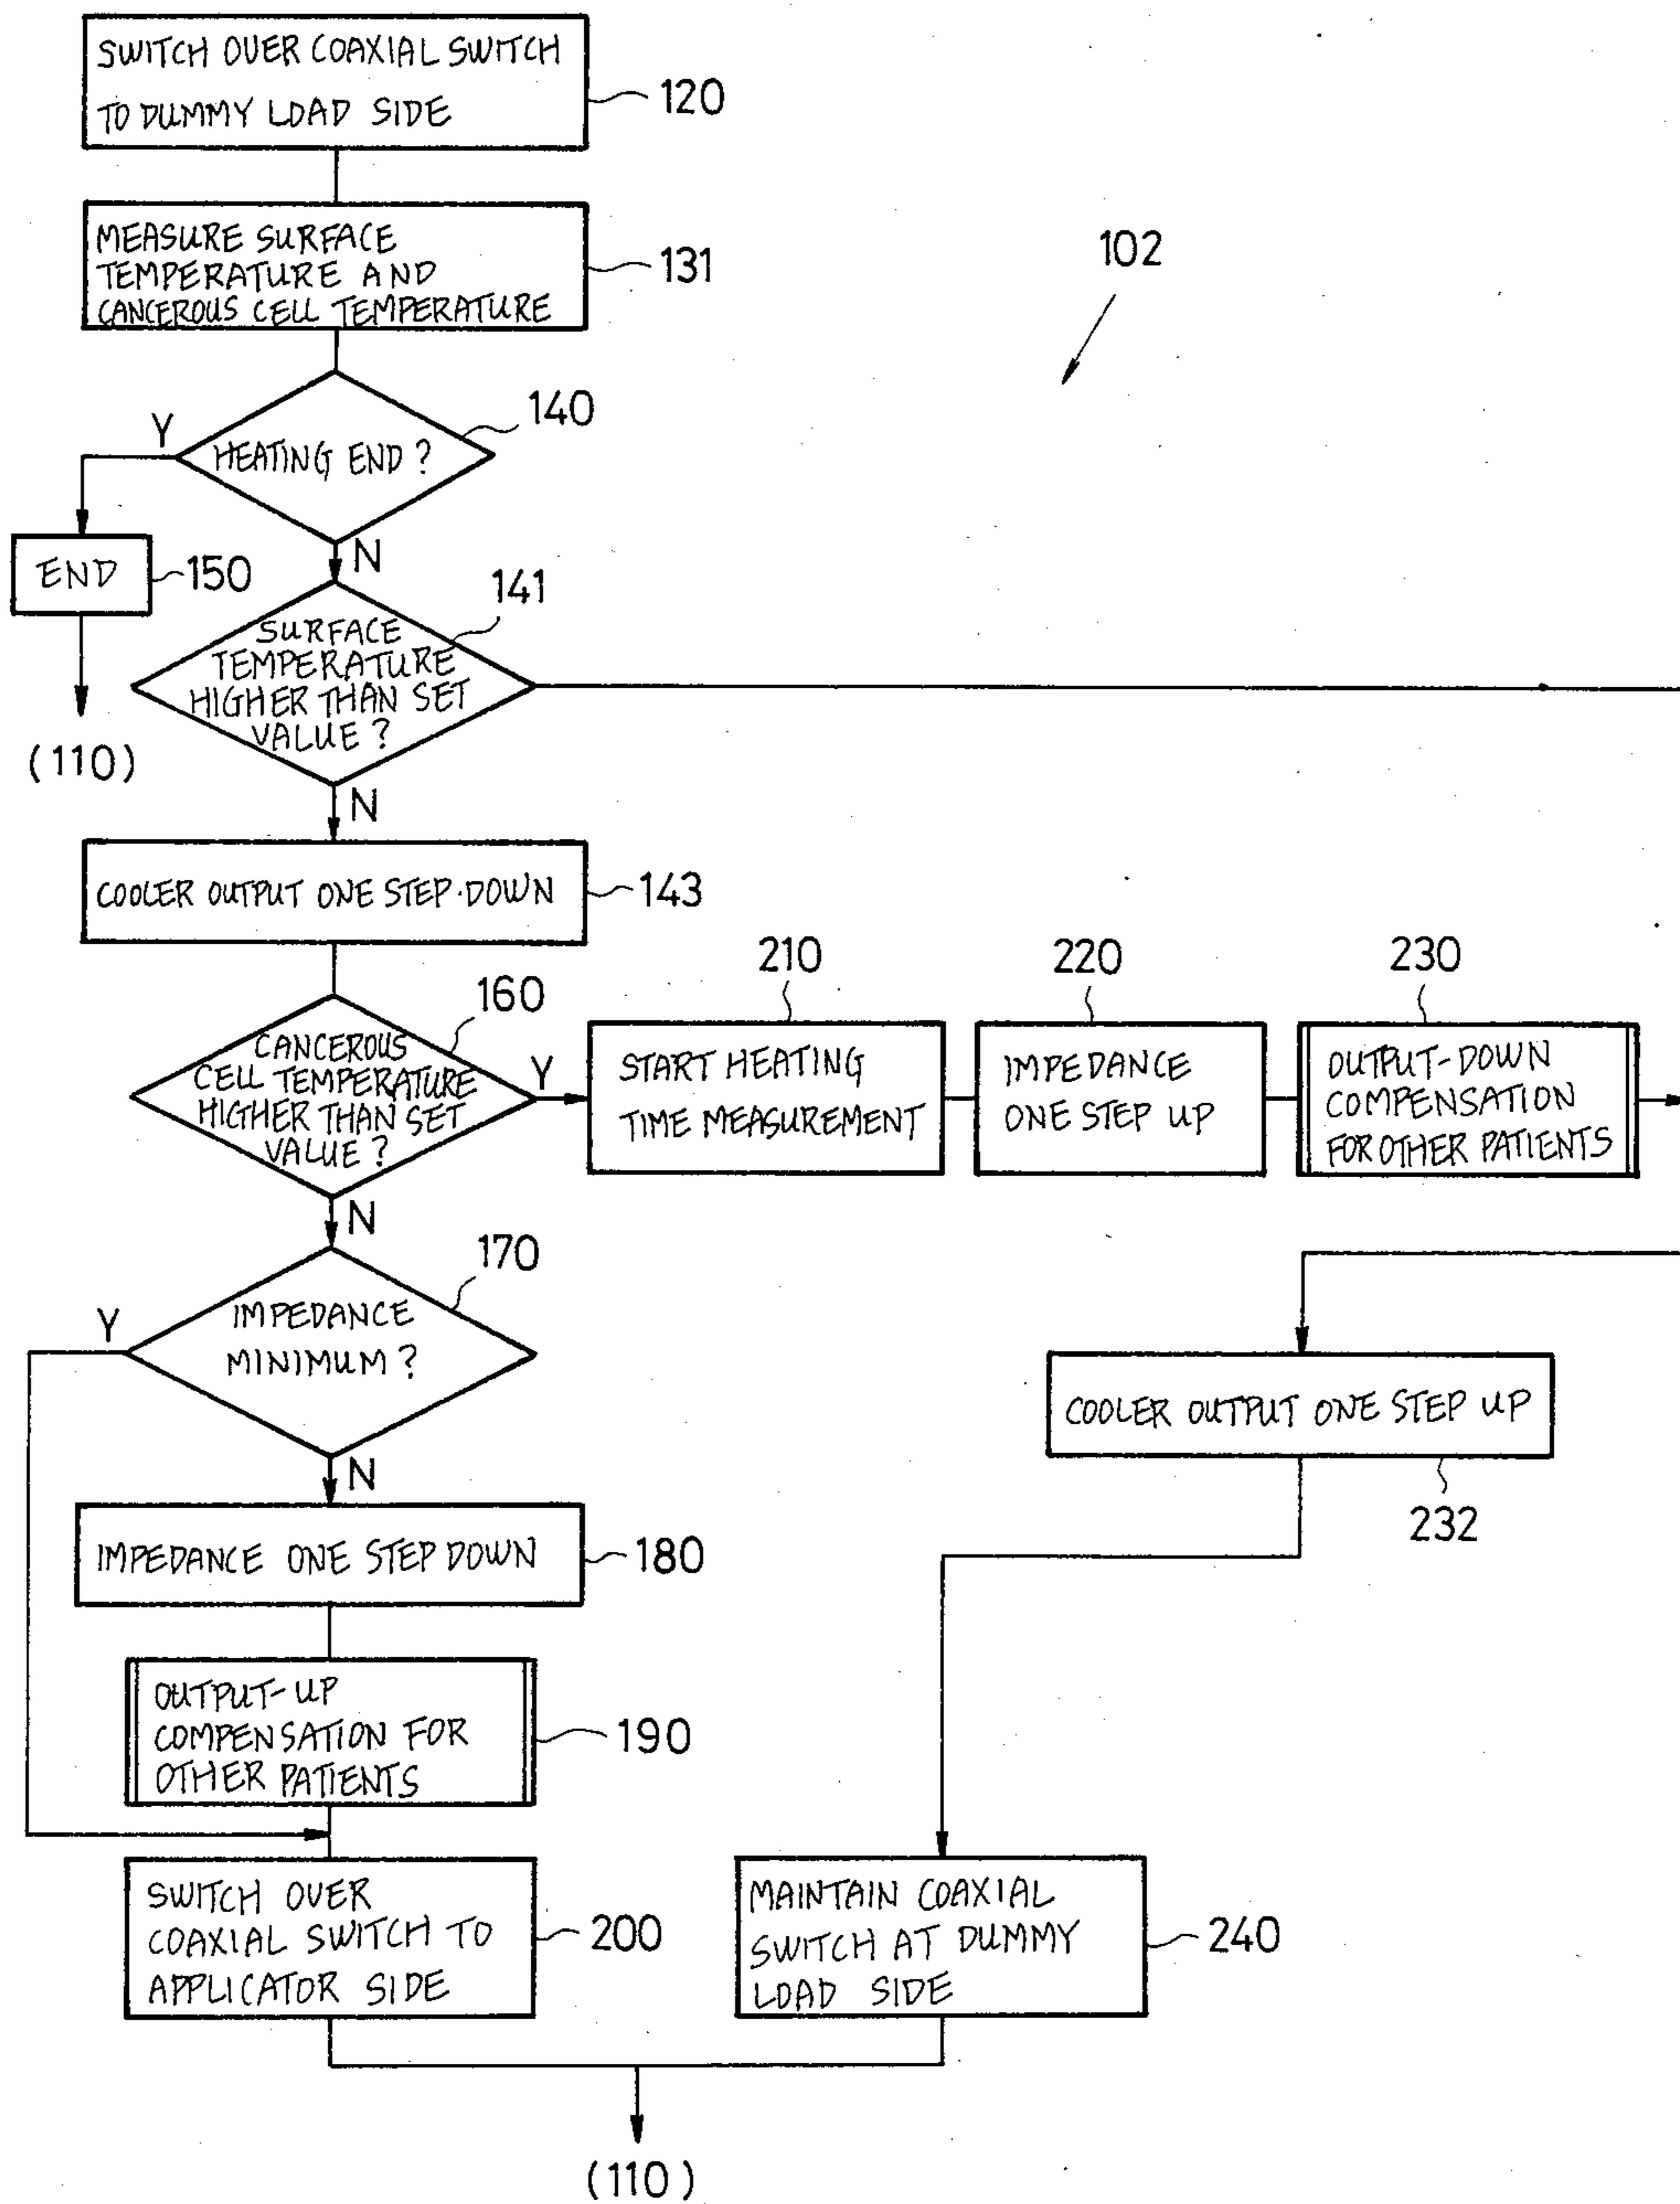 SWITCH OVER COAXIAL SWITCH
TO DUMMY LOAD SIDE
120
MEASURE SURFACE
TEMPERATURE AND
CANCEROUS CELL TEMPERATURE
131
102
140
Y
HEATING END?
N
END
150
141
SURFACE
TEMPERATURE
HIGHER THAN SET
VALUE?
(110)
N
COOLER OUTPUT ONE STEP·DOWN
143
210
220
230
160
CANCEROUS
CELL TEMPERATURE
HIGHER THAN SET
VALUE?
Y
START HEATING
TIME MEASUREMENT
IMPEDANCE
ONE STEP UP
OUTPUT-DOWN
COMPENSATION
FOR OTHER PATIENTS
N
170
Y
IMPEDANCE
MINIMUM?
COOLER OUTPUT ONE STEP UP
232
N
IMPEDANCE ONE STEP DOWN
180
OUTPUT-UP
COMPENSATION FOR
OTHER PATIENTS
190
SWITCH OVER
COAXIAL SWITCH TO
APPLICATOR SIDE
200
MAINTAIN COAXIAL
SWITCH AT DUMMY
LOAD SIDE
240
(110)